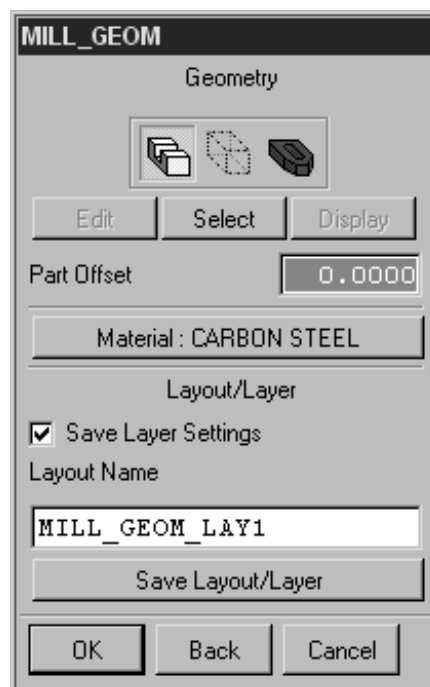 MILL_GEOM
Geometry
Edit Select Display
Part Offset 0.0000
Material : CARBON STEEL
Layout/Layer
Save Layer Settings
Layout Name
MILL_GEOM_LAY1
Save Layout/Layer
OK Back Cancel